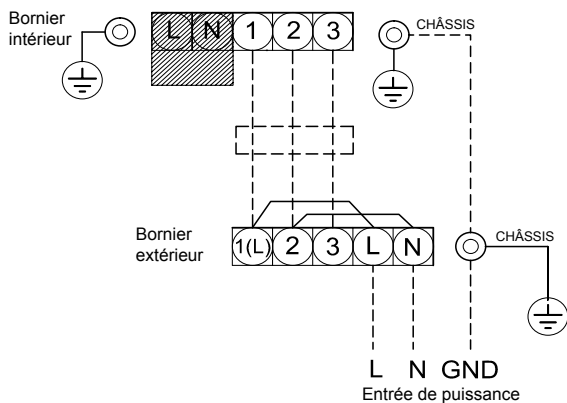 Bornier
intérieur
L N 1 2 3
CHÂSSIS
Bornier
extérieur
1(L) 2 3 L N
CHÂSSIS
L N GND
Entrée de puissance